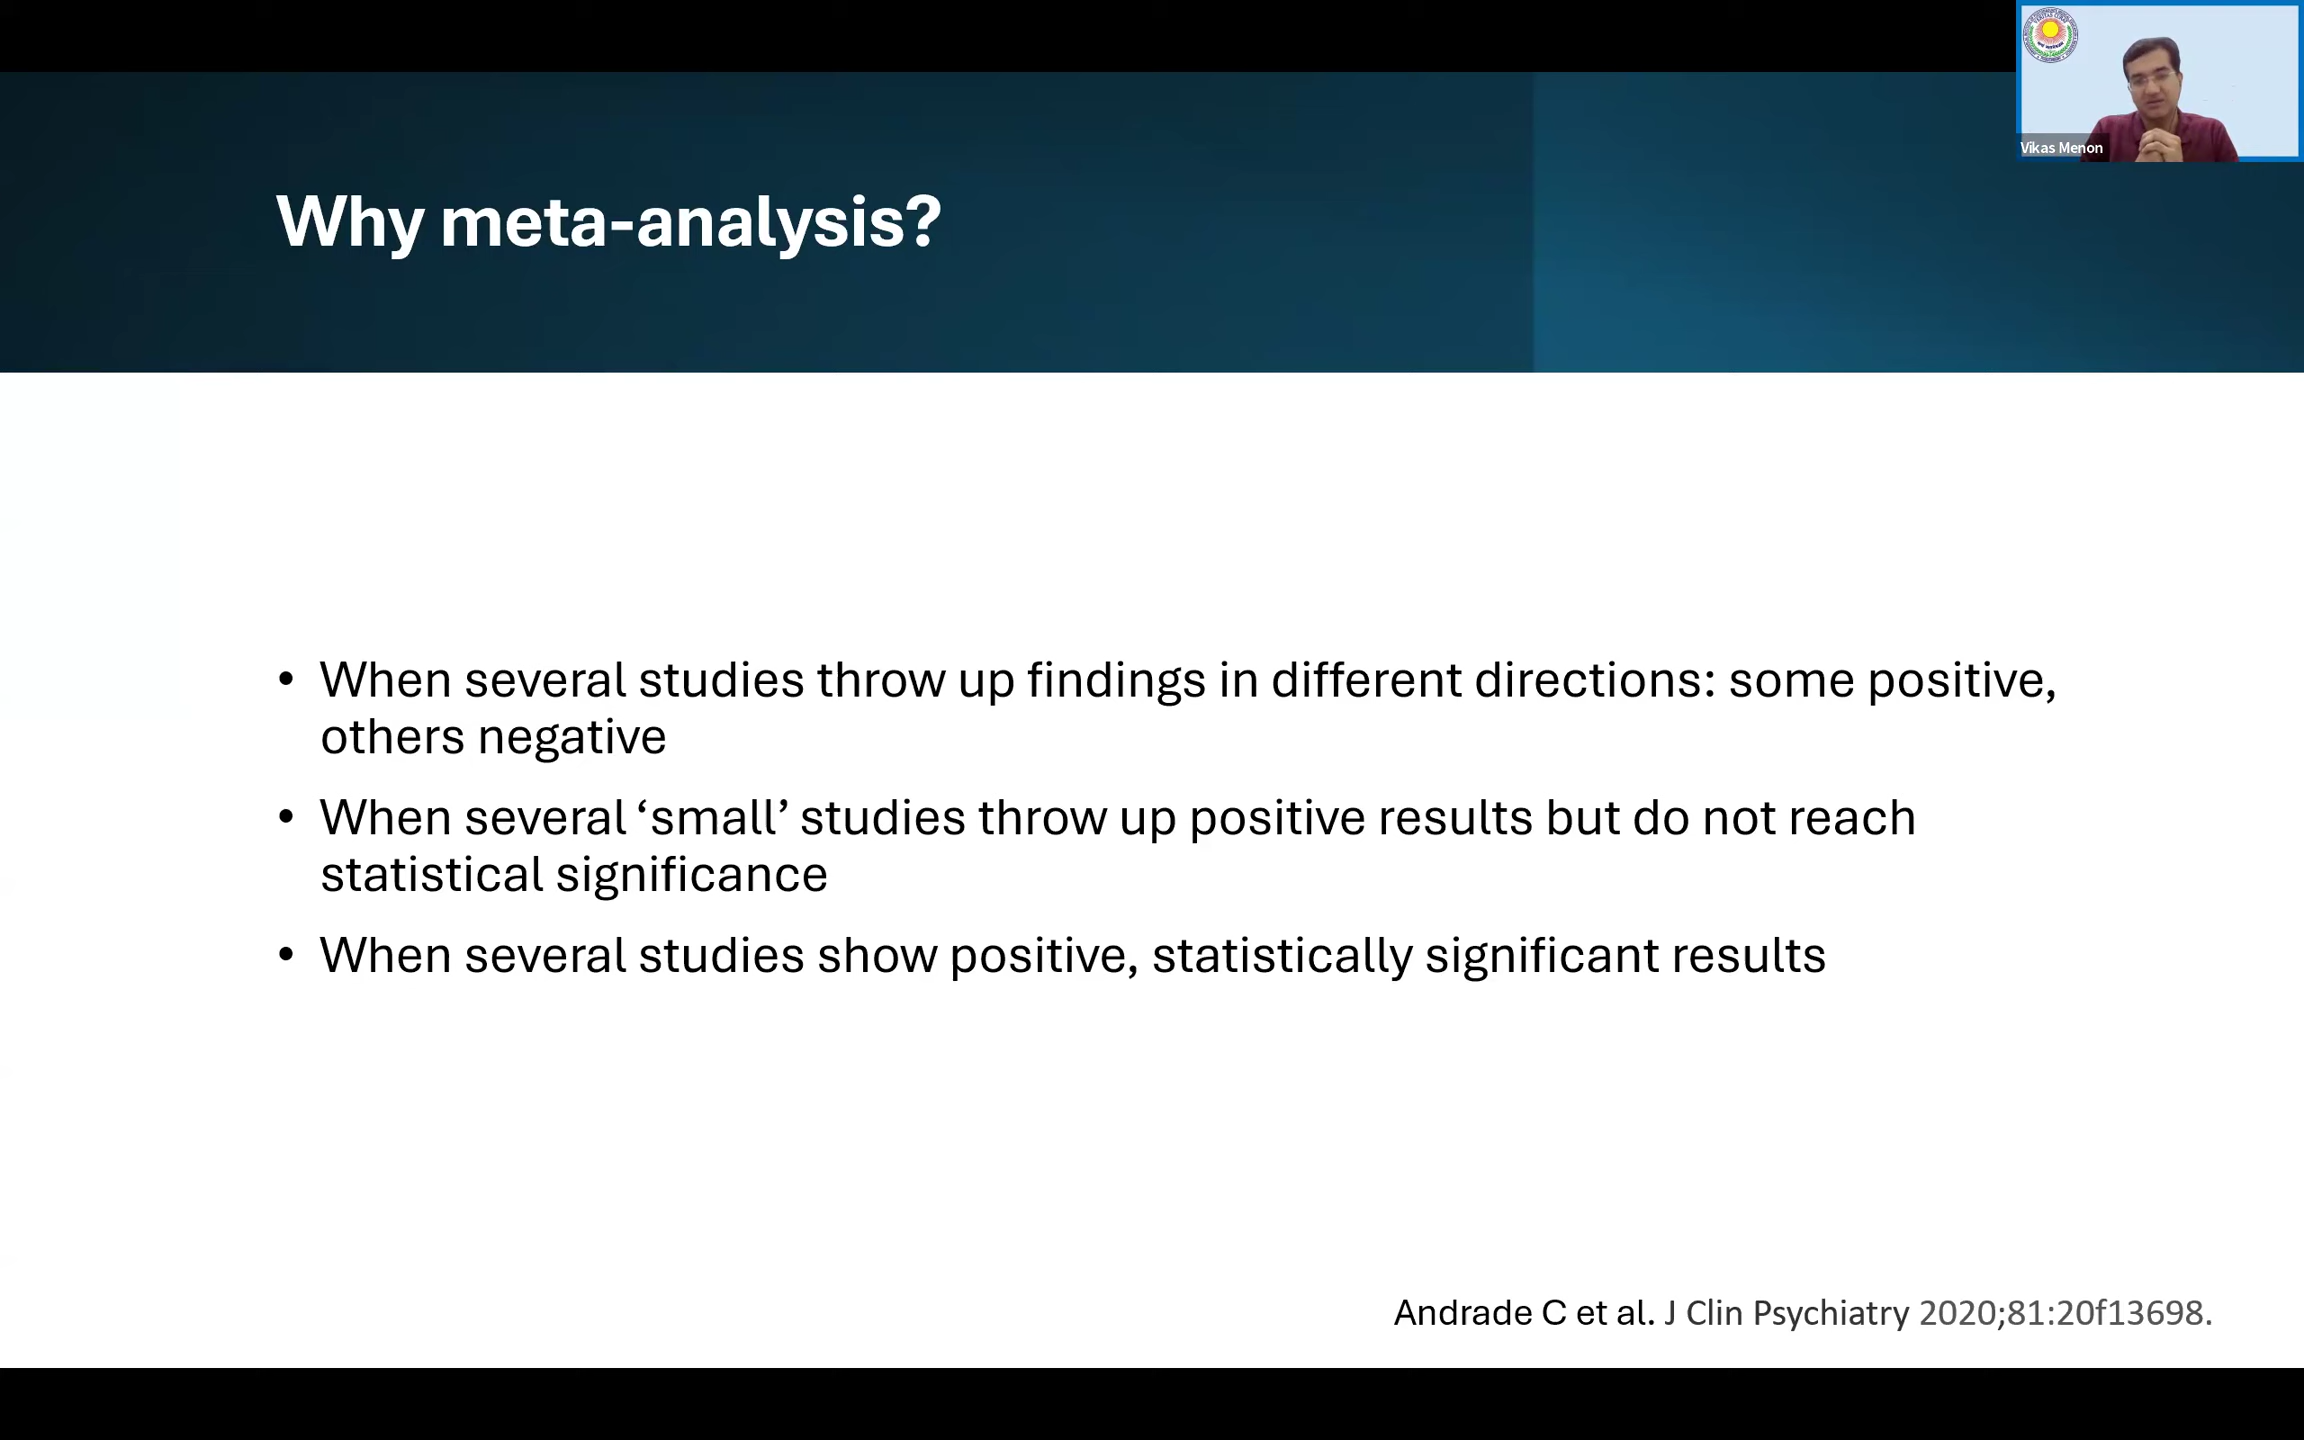 Why meta-analysis?
Vikas Menon
• When several studies throw up findings in different directions: some positive,
others negative
• When several ‘small’ studies throw up positive results but do not reach
statistical significance
• When several studies show positive, statistically significant results
Andrade C et al. J Clin Psychiatry 2020;81:20f13698.